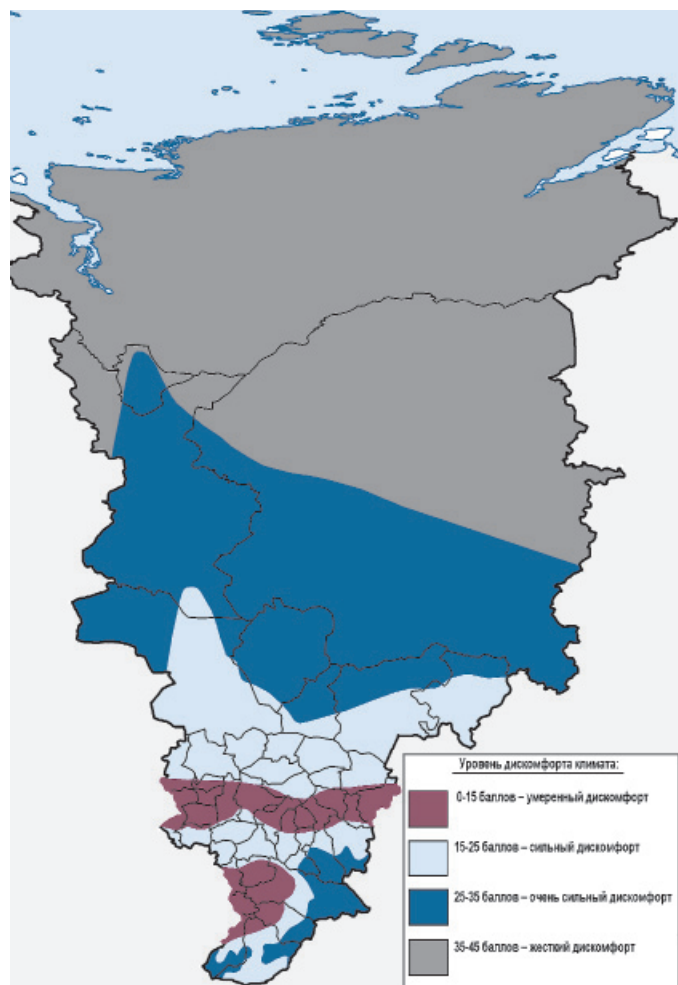 Уровень дискомфорта климата:
0-15 баллов – умеренный дискомфорт
15-25 баллов – сильный дискомфорт
25-35 баллов – очень сильный дискомфорт
35-45 баллов – жесткий дискомфорт